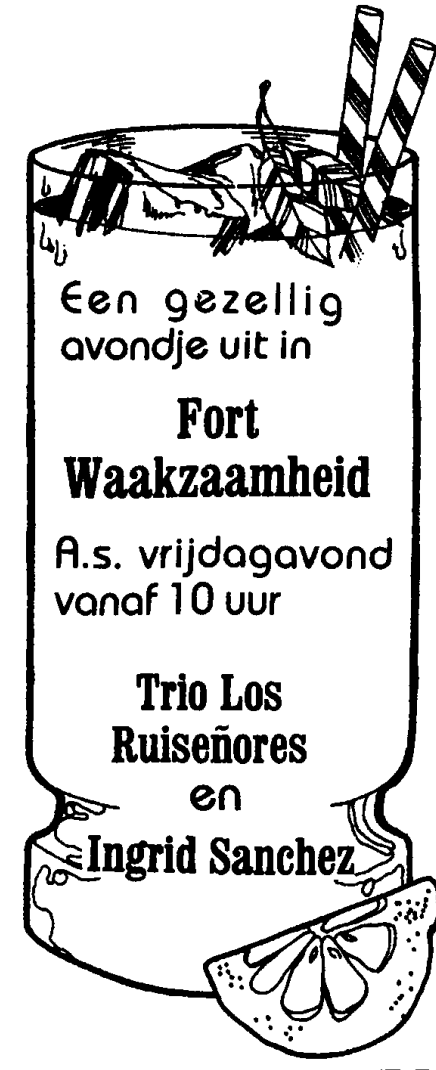 Een gezellig
avondje uit in
Fort
Waakzaamheid
A.s. vrijdagavond
vanaf 10 uur
Trio Los
Ruiseñores
en
Ingrid Sanchez